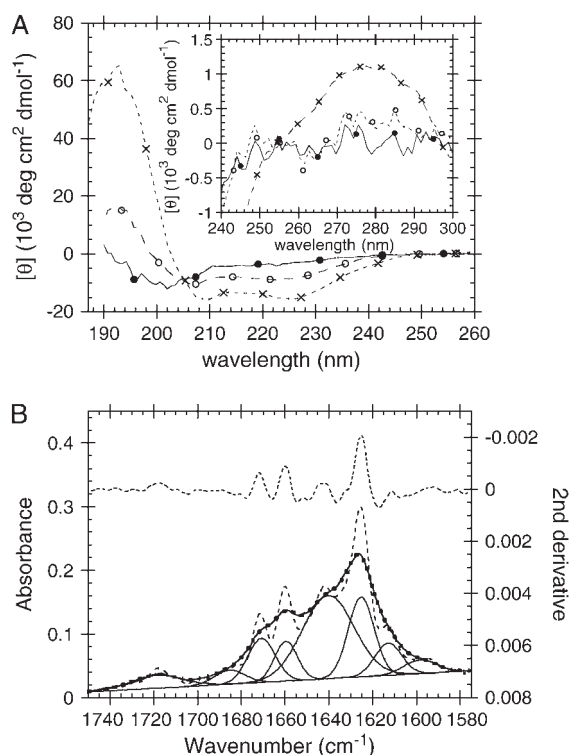 A
80
60
40
20
0
-10
-20
[θ] (10³ deg cm² dmol⁻¹)
190 200 210 220 230 240 250 260
wavelength (nm)
1.5
1
0.5
0
-0.5
-1
[θ] (10³ deg cm² dmol⁻¹)
240 250 260 270 280 290 300
wavelength (nm)
B
0.4
0.3
0.2
0.1
0
Absorbance
-0.002
0
0.002
0.004
0.006
0.008
2nd derivative
1740 1720 1700 1680 1660 1640 1620 1600 1580
Wavenumber (cm⁻¹)